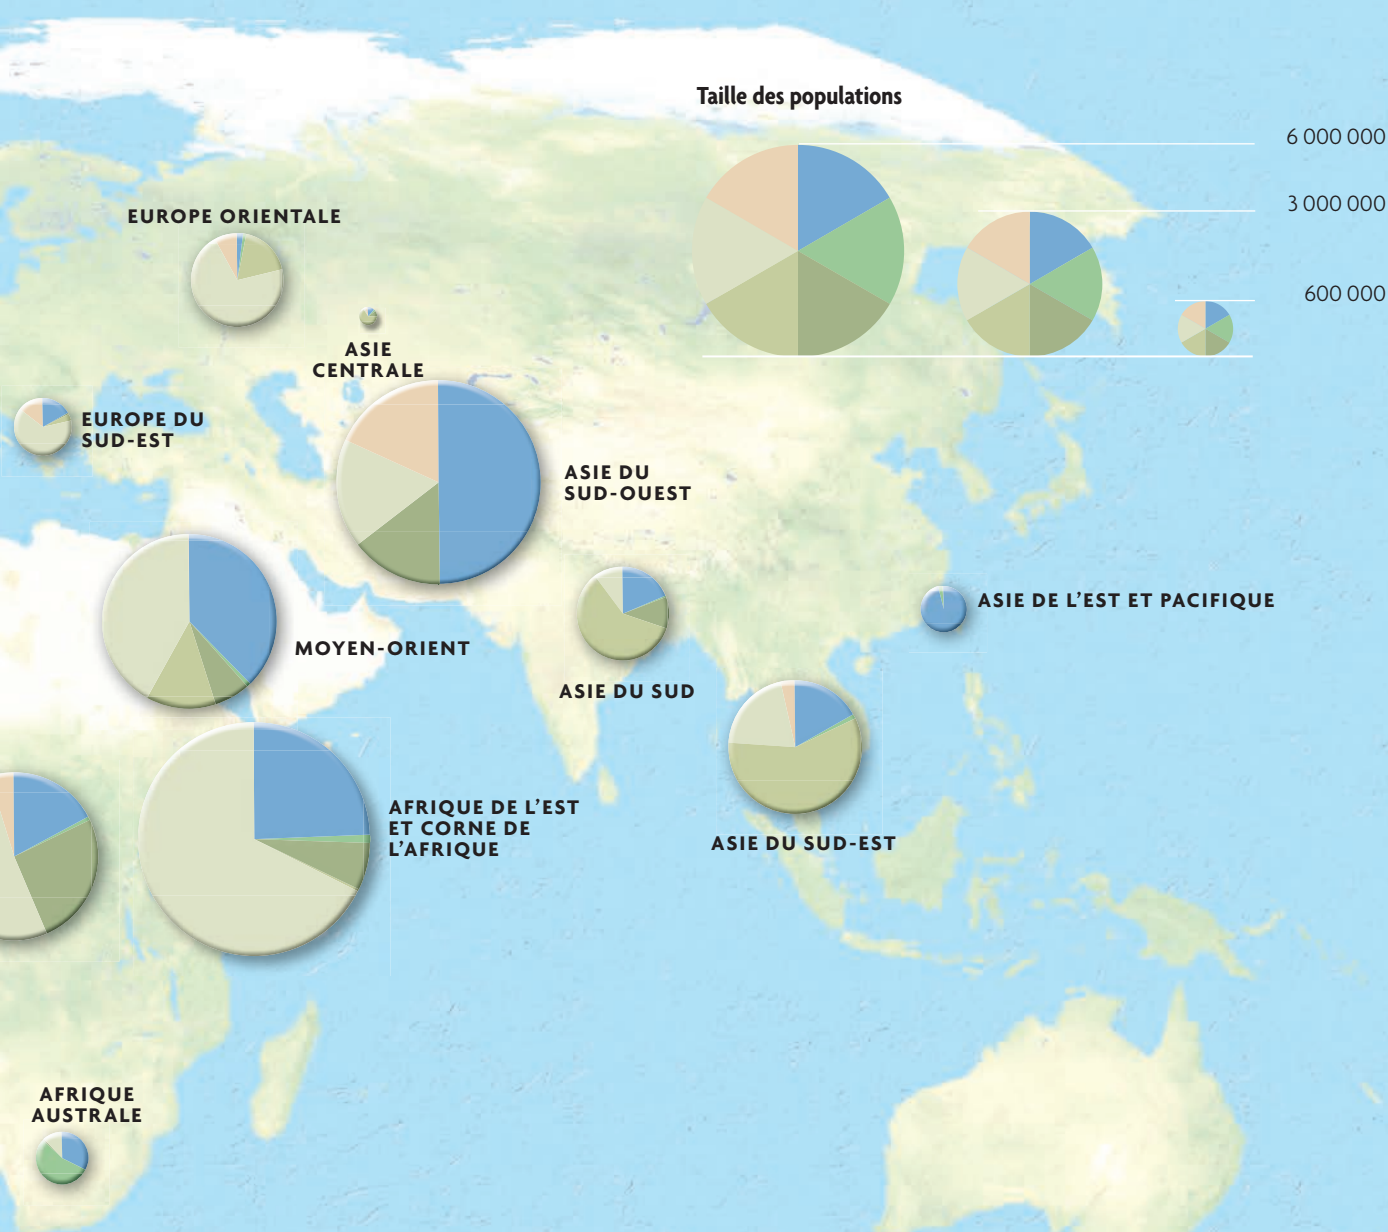 Taille des populations
6 000 000
3 000 000
600 000
EUROPE ORIENTALE
ASIE
CENTRALE
EUROPE DU
SUD-EST
ASIE DU
SUD-OUEST
MOYEN-ORIENT
ASIE DU SUD
ASIE DE L’EST ET PACIFIQUE
ASIE DU SUD-EST
AFRIQUE DE L’EST
ET CORNE DE
L’AFRIQUE
AFRIQUE
AUSTRALE